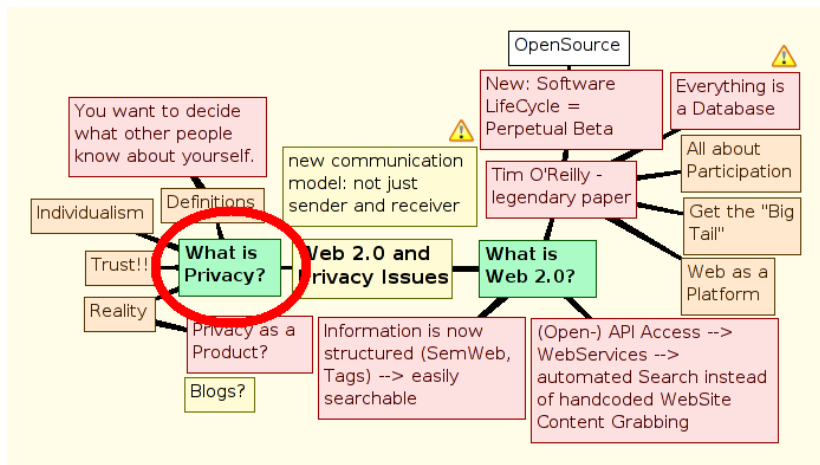 OpenSource
New: Software
LifeCycle =
Perpetual Beta
Everything is
a Database
You want to decide
what other people
know about yourself.
new communication
model: not just
sender and receiver
Tim O'Reilly -
legendary paper
All about
Participation
Definitions
Individualism
Get the "Big
Tail"
Trust!!
What is
Privacy?
Web 2.0 and
Privacy Issues
What is
Web 2.0?
Web as a
Platform
Reality
Privacy as a
Product?
Information is now
structured (SemWeb,
Tags) --> easily
searchable
(Open-) API Access -->
WebServices -->
automated Search instead
of handcoded WebSite
Content Grabbing
Blogs?